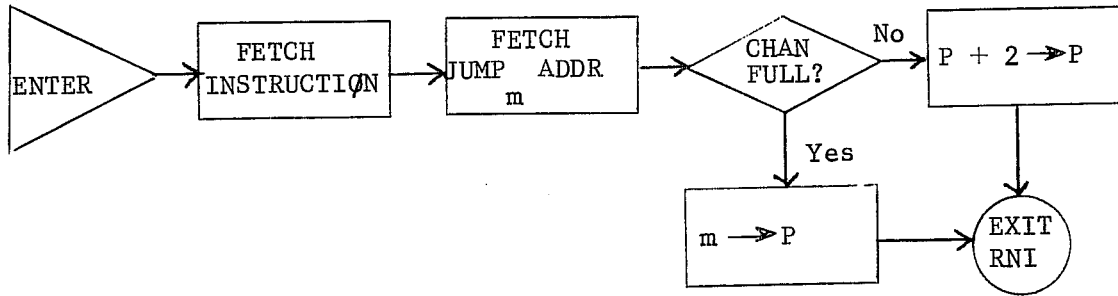 ENTER
FETCH
INSTRUCTIØN
FETCH
JUMP ADDR
m
CHAN
FULL?
No
P + 2 → P
Yes
m → P
EXIT
RNI